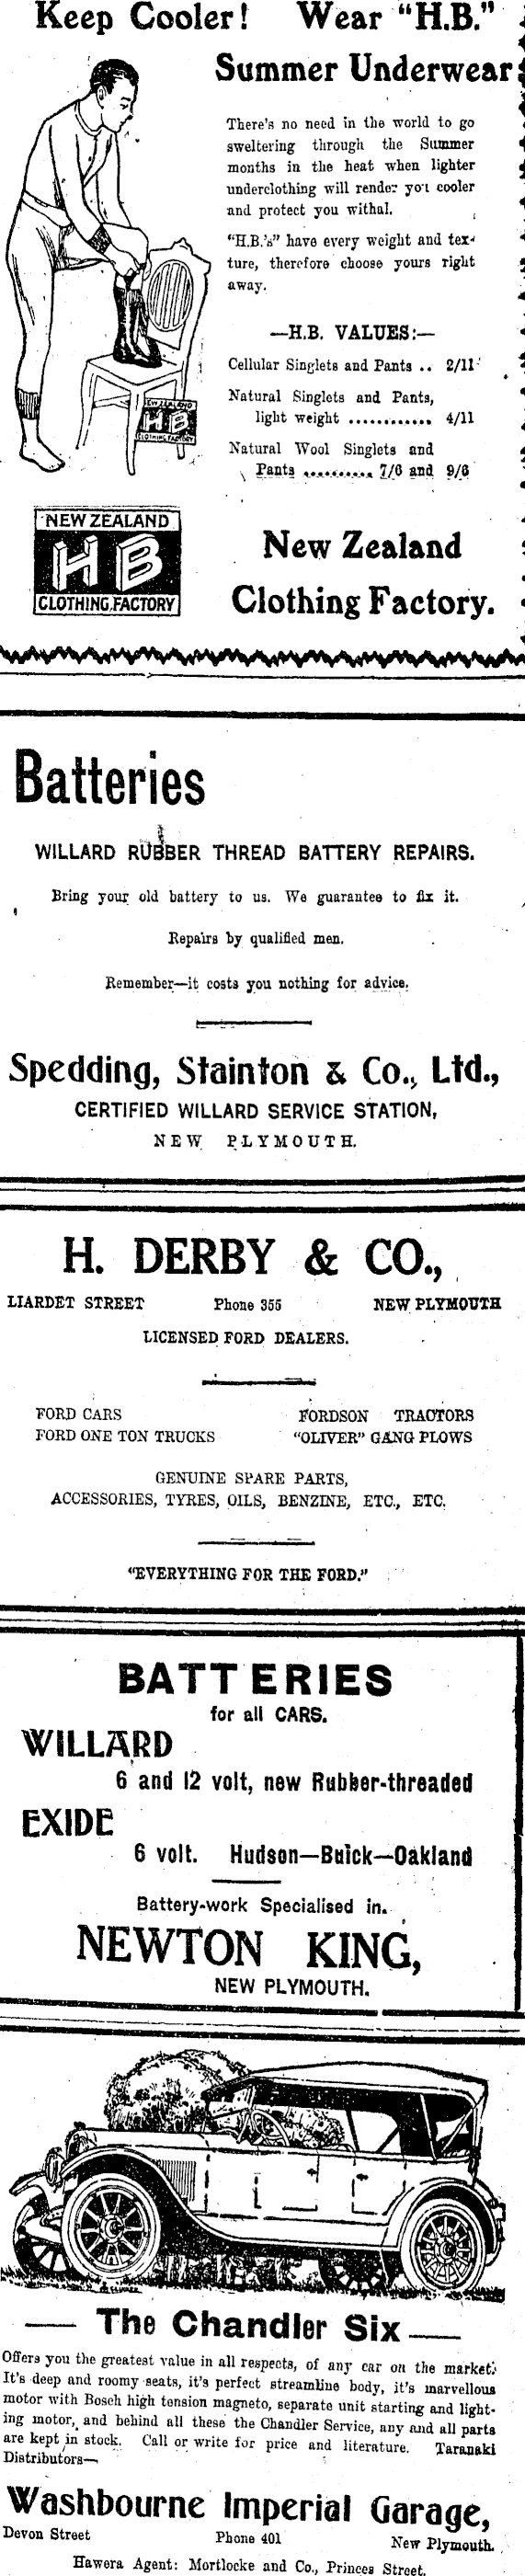 Keep Cooler! Wear "H.B."
Summer Underwear
There's no need in the world to go
sweltering through the Summer
months in the heat when lighter
underclothing will render you cooler
and protect you withal.
"H.B.'s" have every weight and tex-
ture, therefore choose yours right
away.
—H.B. VALUES:—
Cellular Singlets and Pants .. 2/11
Natural Singlets and Pants,
light weight ............ 4/11
Natural Wool Singlets and
Pants .......... 7/6 and 9/6
NEW ZEALAND
HB
CLOTHING FACTORY
NEW ZEALAND
HB
CLOTHING FACTORY
New Zealand
Clothing Factory.
Batteries
WILLARD RUBBER THREAD BATTERY REPAIRS.
Bring your old battery to us. We guarantee to fix it.
Repairs by qualified men.
Remember—it costs you nothing for advice.
Spedding, Stainton & Co., Ltd.,
CERTIFIED WILLARD SERVICE STATION,
NEW PLYMOUTH.
H. DERBY & CO.,
LIARDET STREET Phone 355 NEW PLYMOUTH
LICENSED FORD DEALERS.
FORD CARS FORDSON TRACTORS
FORD ONE TON TRUCKS "OLIVER" GANG PLOWS
GENUINE SPARE PARTS,
ACCESSORIES, TYRES, OILS, BENZINE, ETC., ETC.
"EVERYTHING FOR THE FORD."
BATTERIES
for all CARS.
WILLARD
6 and 12 volt, new Rubber-threaded
EXIDE
6 volt. Hudson—Buick—Oakland
Battery-work Specialised in.
NEWTON KING,
NEW PLYMOUTH.
— The Chandler Six —
Offers you the greatest value in all respects, of any car on the market.
It's deep and roomy seats, it's perfect streamline body, it's marvellous
motor with Bosch high tension magneto, separate unit starting and light-
ing motor, and behind all these the Chandler Service, any and all parts
are kept in stock. Call or write for price and literature. Taranaki
Distributors—
Washbourne Imperial Garage,
Devon Street Phone 401 New Plymouth.
Hawera Agent: Mortlocke and Co., Princes Street.